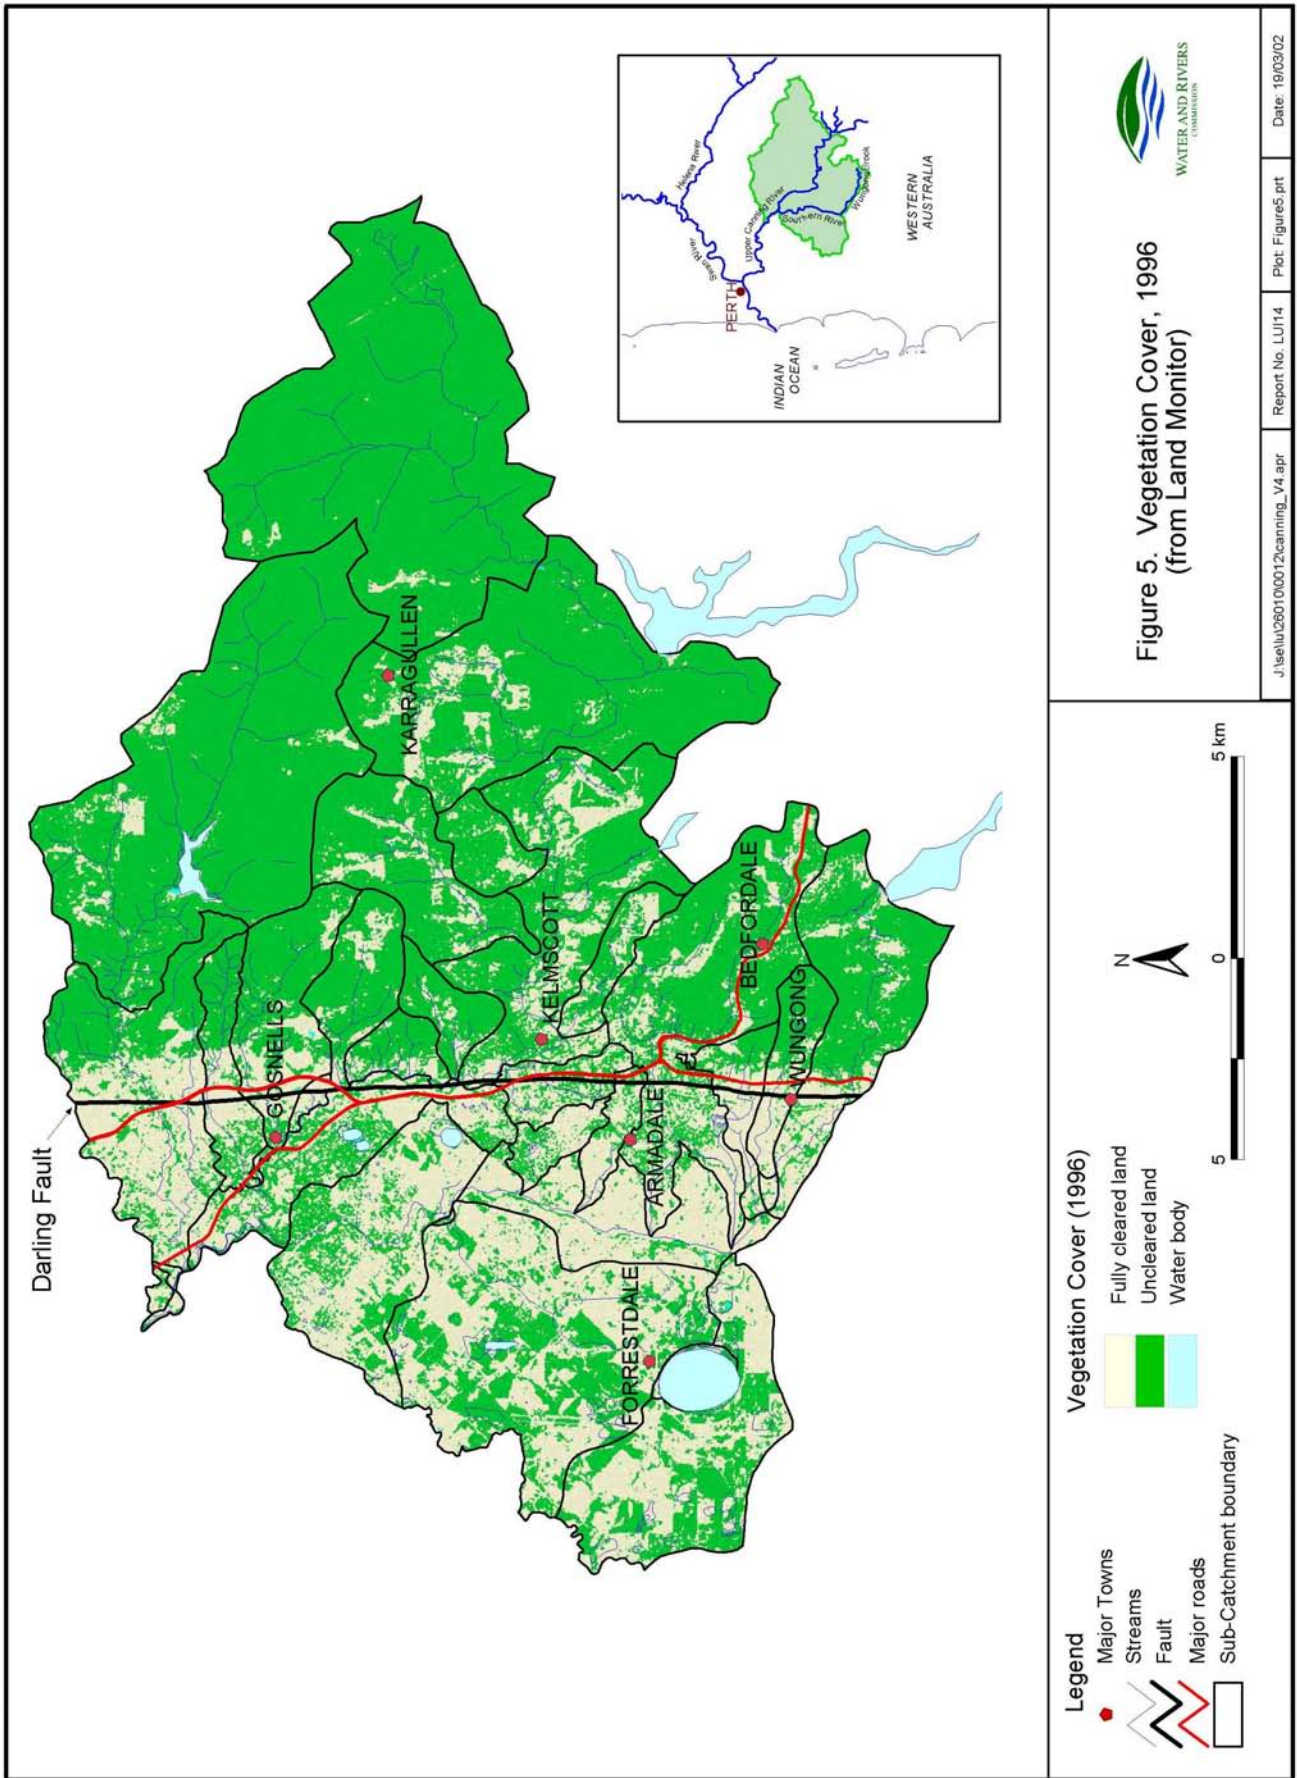 Darling Fault
GOSNELLS
KARRAGULLEN
KELMSCOTT
FORRESTDALE
ARMADALE
BEDFORDALE
WUNGONG
Helena River
Swan River
PERTH
Upper Canning River
Southern River
Wungong Brook
INDIAN
OCEAN
WESTERN
AUSTRALIA
Legend
Major Towns
Streams
Fault
Major roads
Sub-Catchment boundary
Vegetation Cover (1996)
Fully cleared land
Uncleared land
Water body
N
5
0
5 km
Figure 5. Vegetation Cover, 1996
(from Land Monitor)
WATER AND RIVERS
COMMISSION
J:\se\lu\26010\0012\canning_V4.apr
Report No. LUI14
Plot: Figure5.prt
Date: 19/03/02